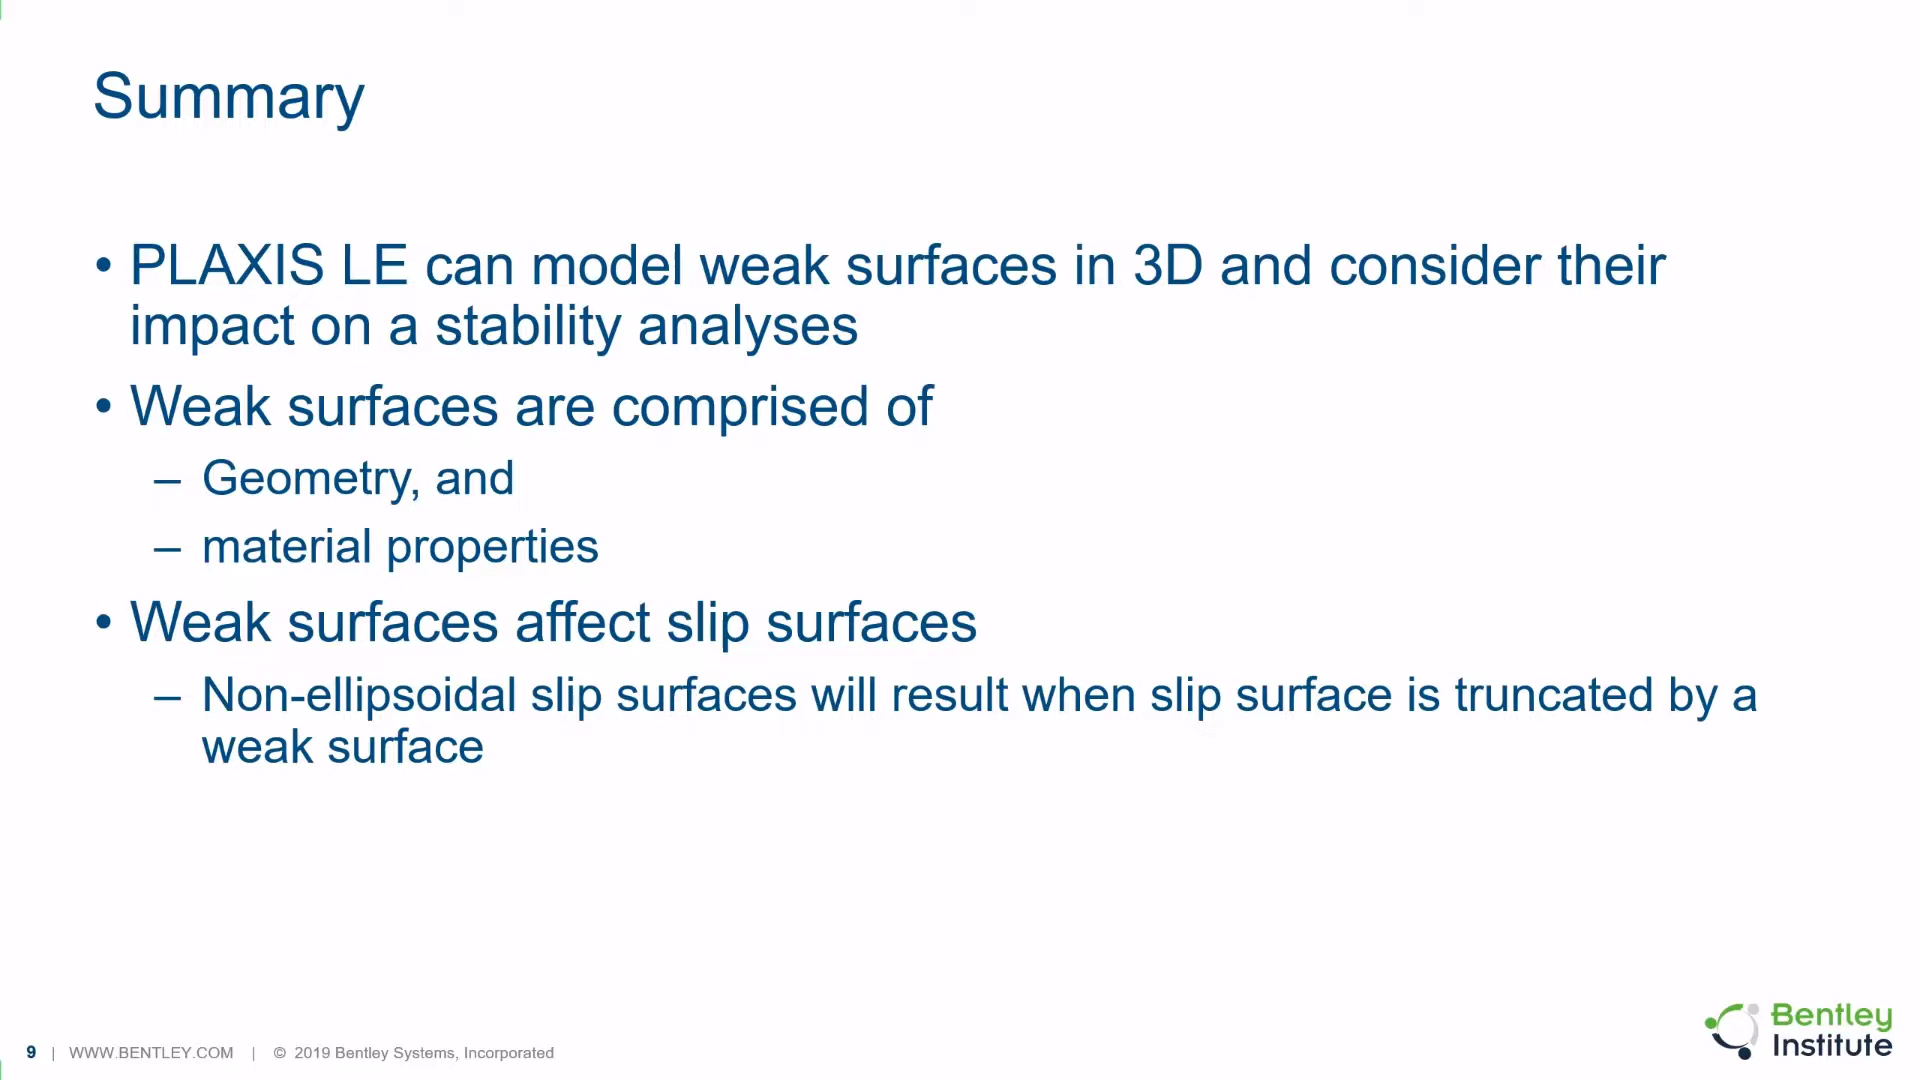 Summary
• PLAXIS LE can model weak surfaces in 3D and consider their
impact on a stability analyses
• Weak surfaces are comprised of
– Geometry, and
– material properties
• Weak surfaces affect slip surfaces
– Non-ellipsoidal slip surfaces will result when slip surface is truncated by a
weak surface
9 | WWW.BENTLEY.COM | © 2019 Bentley Systems, Incorporated
Bentley
Institute